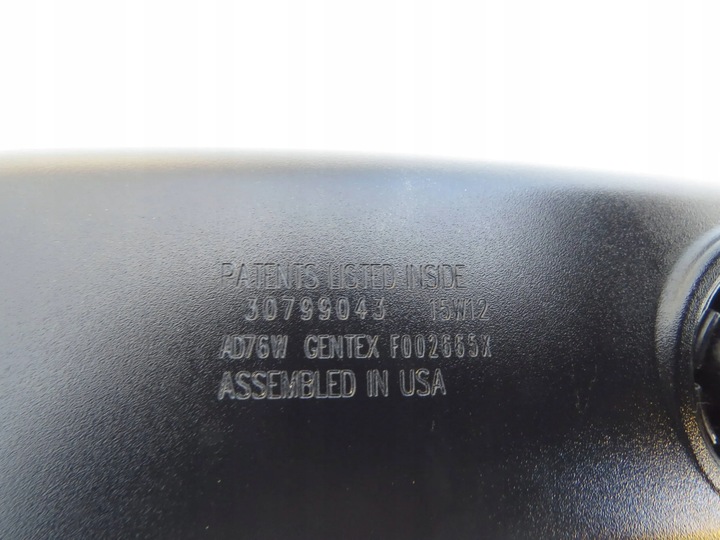 PATENTS LISTED INSIDE
30799043 15W12
AD76W GENTEX F002665X
ASSEMBLED IN USA